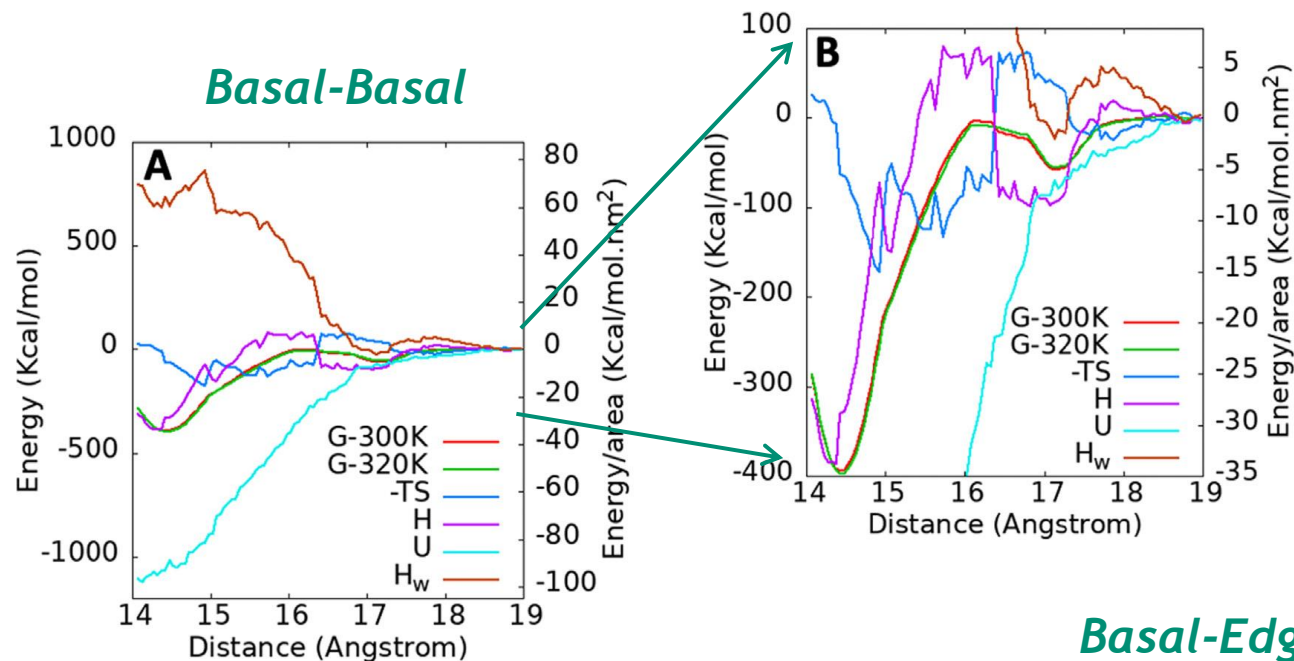 Basal-Basal
A
1000
500
0
-500
-1000
Energy (Kcal/mol)
80
60
40
20
0
-20
-40
-60
-80
-100
Energy/area (Kcal/mol.nm²)
G-300K
G-320K
-TS
H
U
Hw
14 15 16 17 18 19
Distance (Angstrom)
B
100
0
-100
-200
-300
-400
Energy (Kcal/mol)
5
0
-5
-10
-15
-20
-25
-30
-35
Energy/area (Kcal/mol.nm²)
G-300K
G-320K
-TS
H
U
Hw
14 15 16 17 18 19
Distance (Angstrom)
Basal-Edg